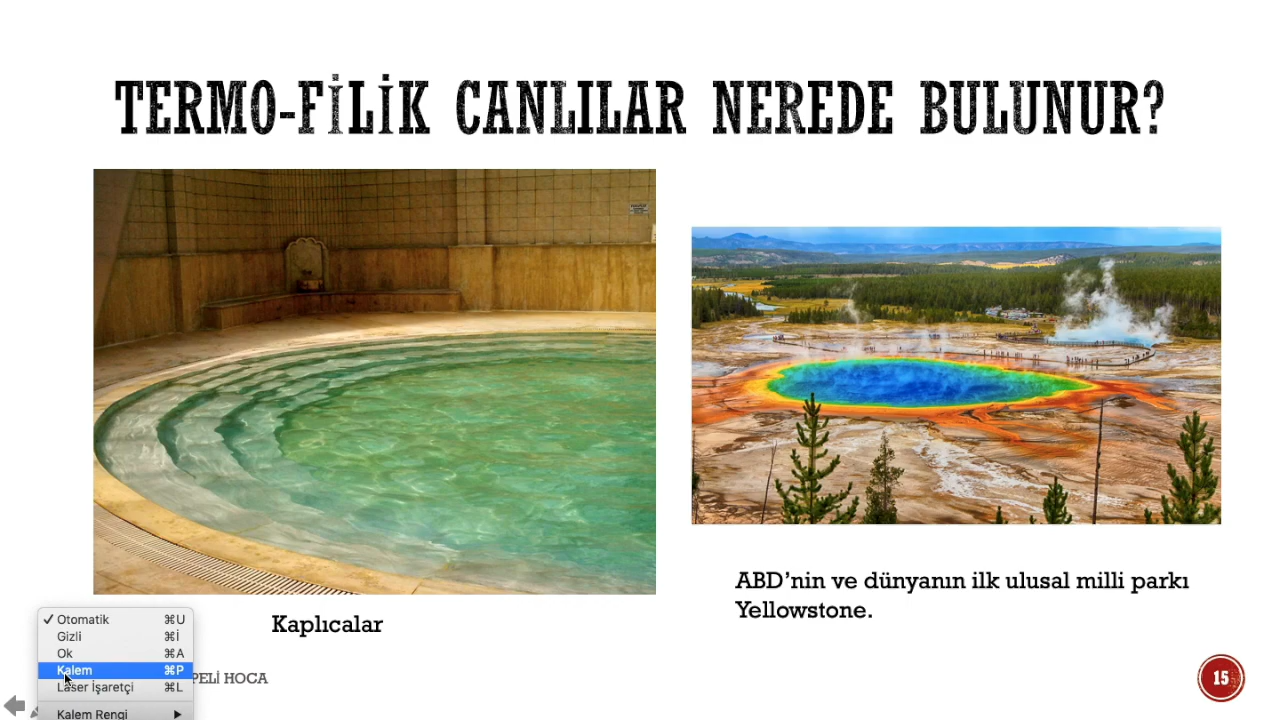 TERMO-FİLİK CANLILAR NEREDE BULUNUR?
Kaplıcalar
ABD’nin ve dünyanın ilk ulusal milli parkı
Yellowstone.
✓ Otomatik ⌘U
Gizli ⌘İ
Ok ⌘A
Kalem ⌘P
Laser İşaretçi ⌘L
Kalem Rengi ▶
PELİ HOCA
15